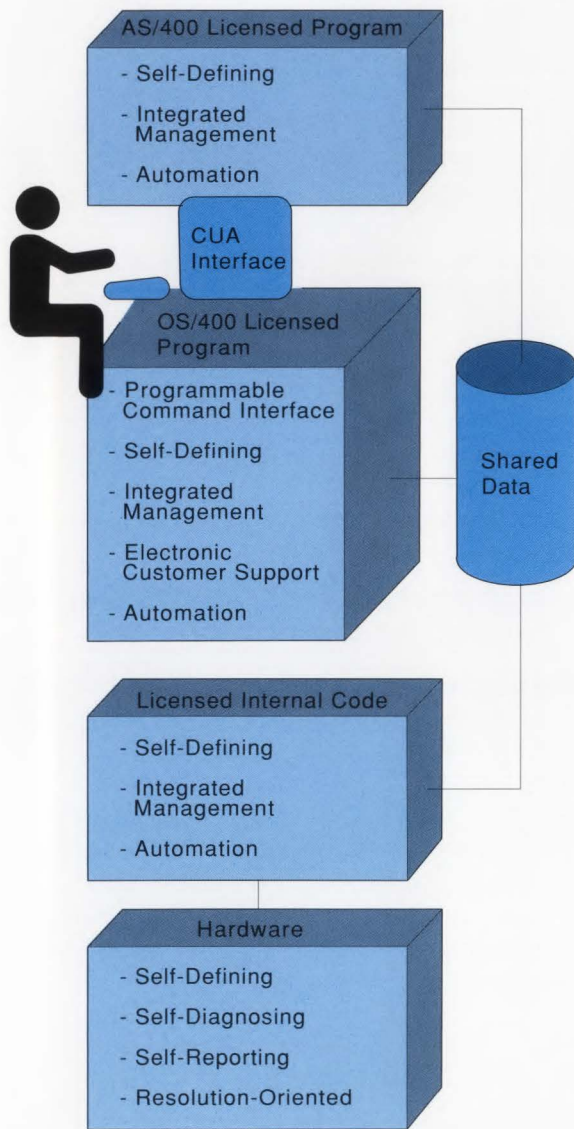 AS/400 Licensed Program
- Self-Defining
- Integrated
Management
- Automation
CUA
Interface
OS/400 Licensed
Program
- Programmable
Command Interface
- Self-Defining
- Integrated
Management
- Electronic
Customer Support
- Automation
Shared
Data
Licensed Internal Code
- Self-Defining
- Integrated
Management
- Automation
Hardware
- Self-Defining
- Self-Diagnosing
- Self-Reporting
- Resolution-Oriented